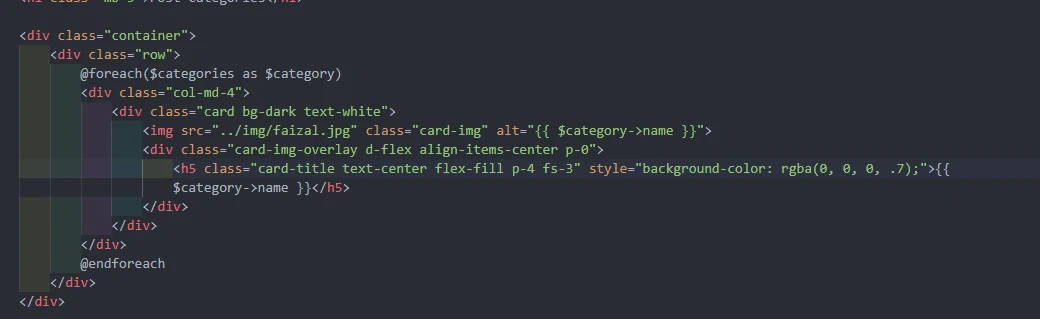 <h1 class="mb-5">Post Categories</h1>
<div class="container">
<div class="row">
@foreach($categories as $category)
<div class="col-md-4">
<div class="card bg-dark text-white">
<img src="../img/faizal.jpg" class="card-img" alt="{{ $category->name }}">
<div class="card-img-overlay d-flex align-items-center p-0">
<h5 class="card-title text-center flex-fill p-4 fs-3" style="background-color: rgba(0, 0, 0, .7);">{{
$category->name }}</h5>
</div>
</div>
</div>
@endforeach
</div>
</div>